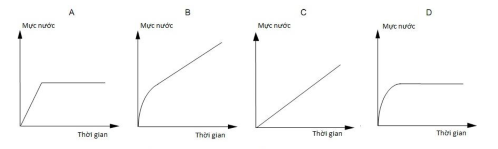 A
B
C
D
Mực nước
Mực nước
Mực nước
Mực nước
Thời gian
Thời gian
Thời gian
Thời gian